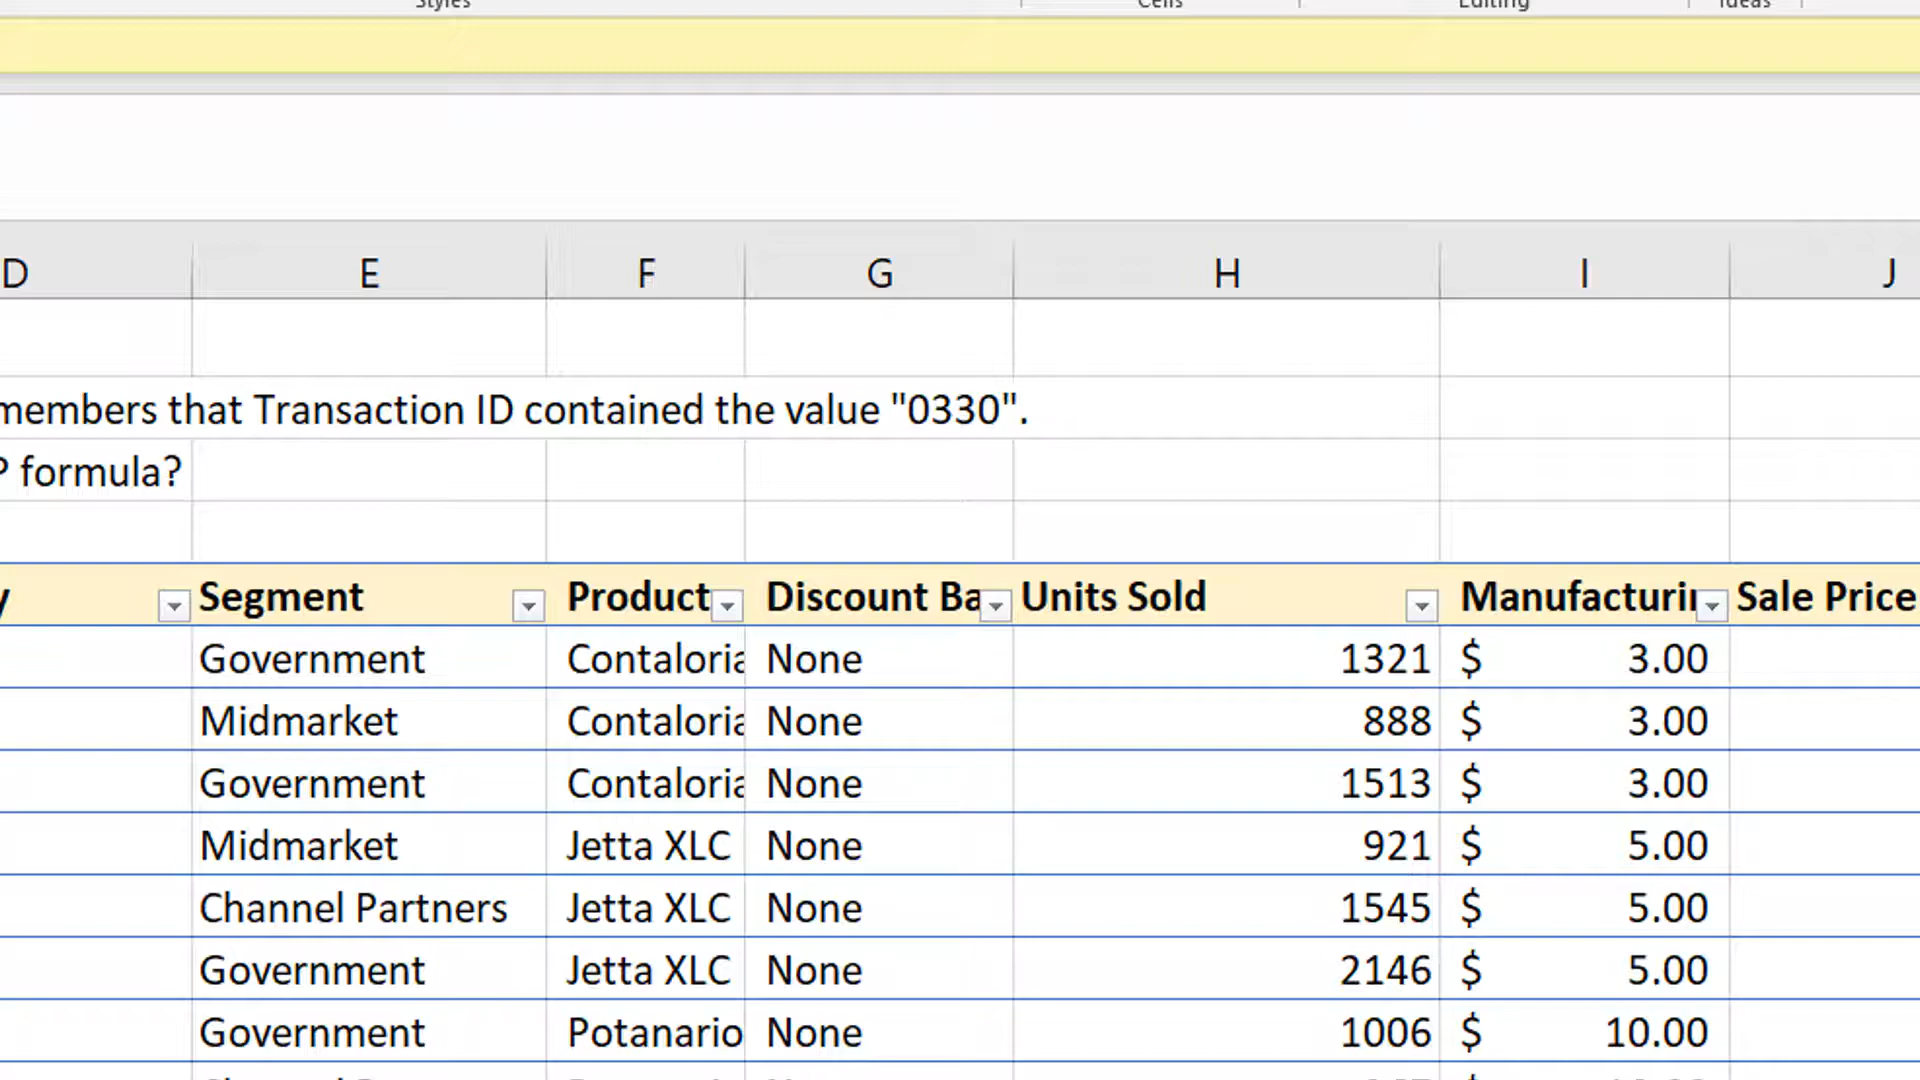 Styles Cells Editing Ideas
D E F G H I J
members that Transaction ID contained the value "0330".
P formula?
y Segment Product Discount Ba Units Sold Manufacturin Sale Price
Government Contaloria None 1321 $ 3.00
Midmarket Contaloria None 888 $ 3.00
Government Contaloria None 1513 $ 3.00
Midmarket Jetta XLC None 921 $ 5.00
Channel Partners Jetta XLC None 1545 $ 5.00
Government Jetta XLC None 2146 $ 5.00
Government Potanario None 1006 $ 10.00